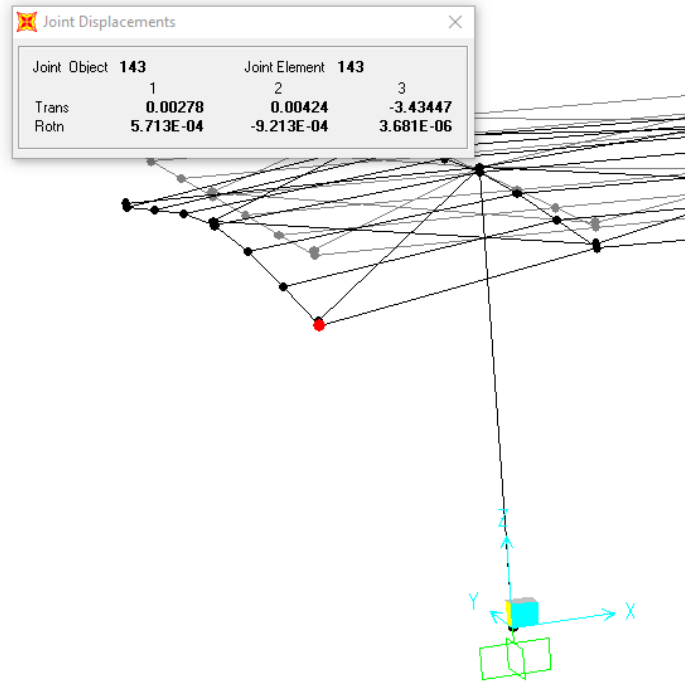 Joint Displacements
Joint Object 143 Joint Element 143
1 2 3
Trans 0.00278 0.00424 -3.43447
Rotn 5.713E-04 -9.213E-04 3.681E-06
Z
Y X